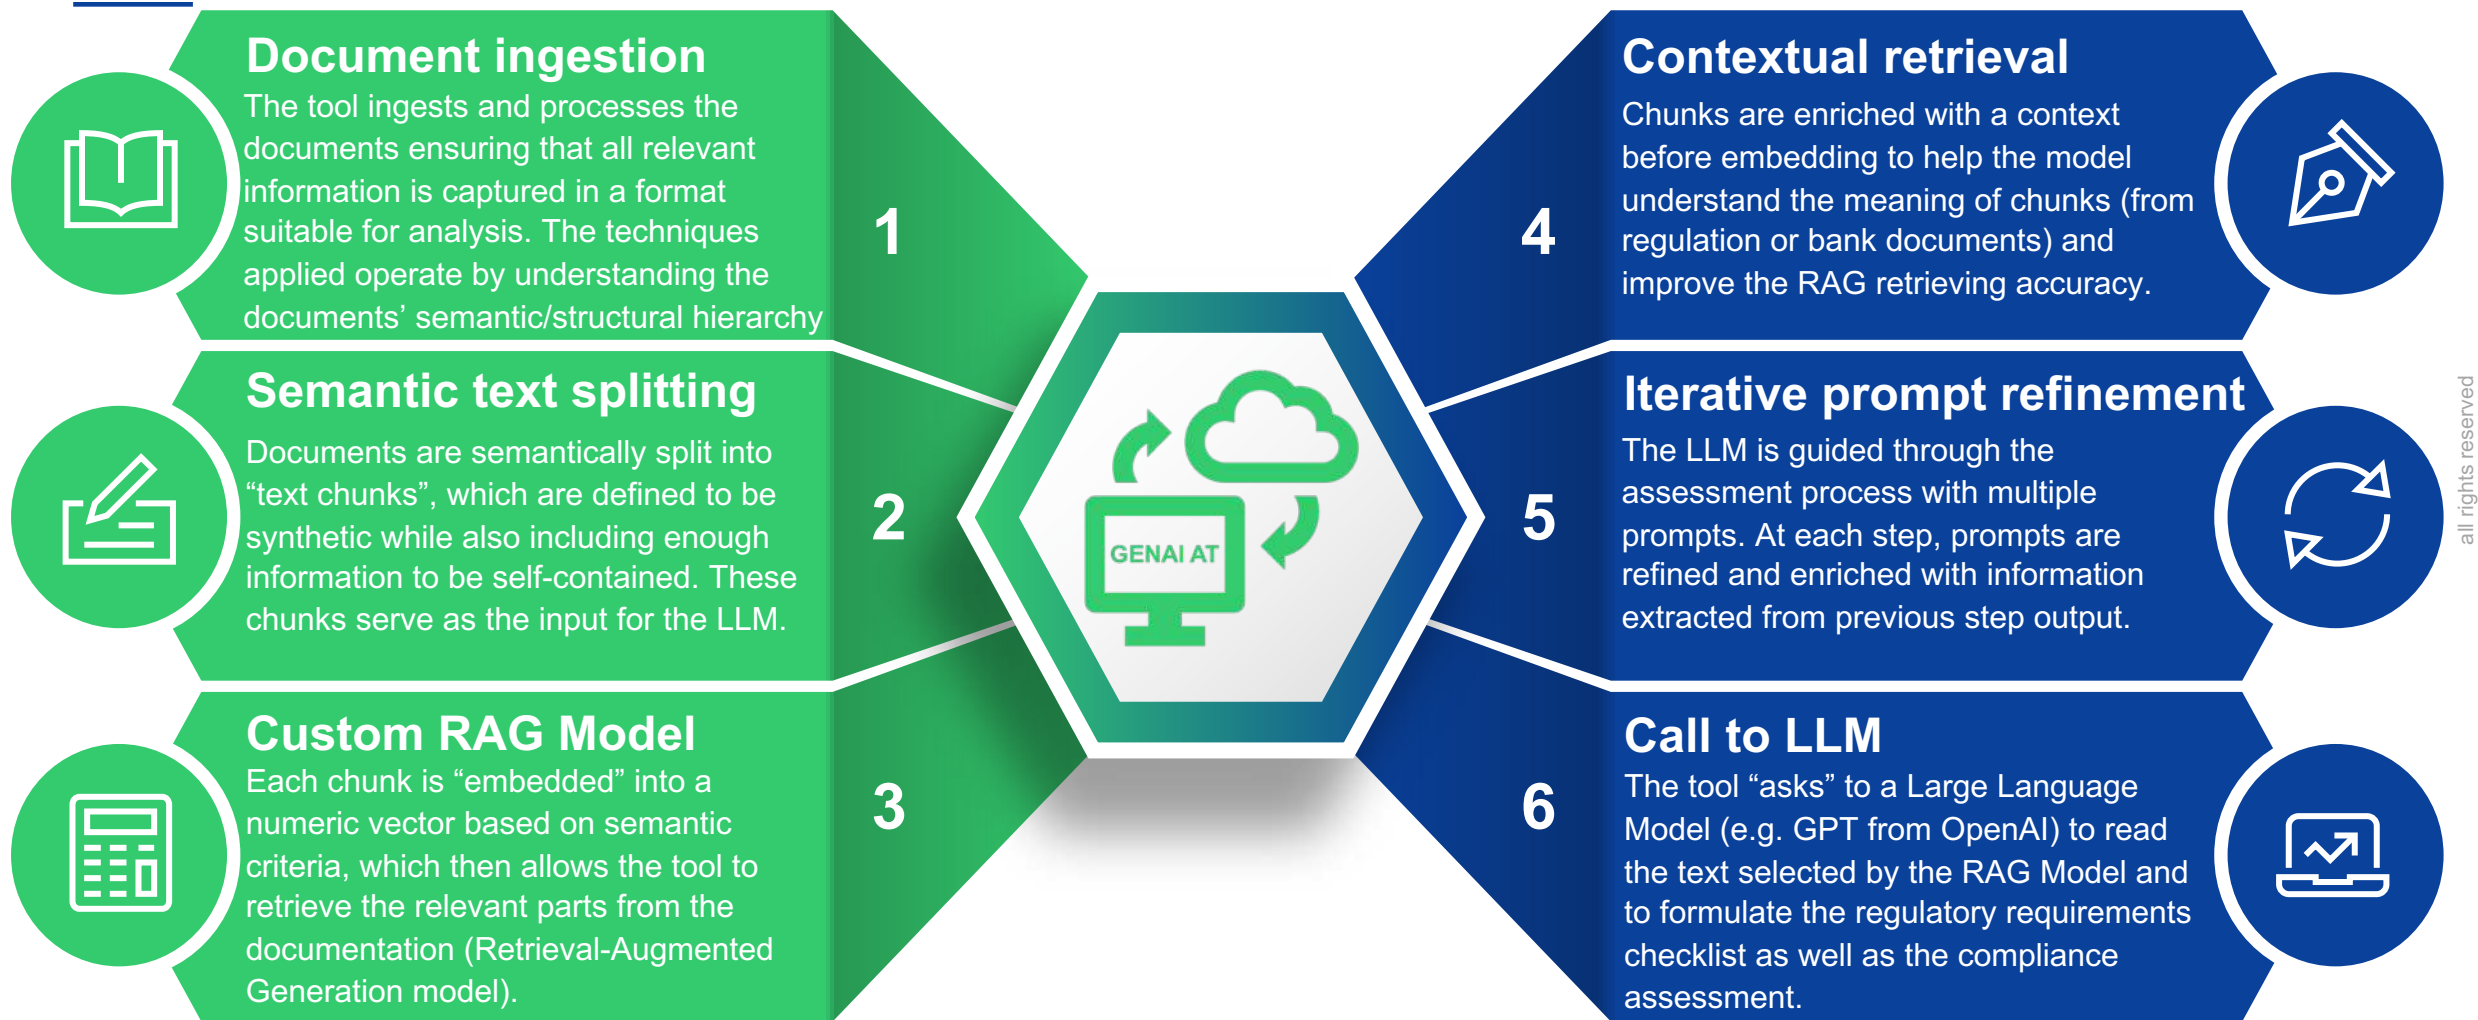 Document ingestion
The tool ingests and processes the
documents ensuring that all relevant
information is captured in a format
suitable for analysis. The techniques
applied operate by understanding the
documents’ semantic/structural hierarchy
1
Semantic text splitting
Documents are semantically split into
“text chunks”, which are defined to be
synthetic while also including enough
information to be self-contained. These
chunks serve as the input for the LLM.
2
Custom RAG Model
Each chunk is “embedded” into a
numeric vector based on semantic
criteria, which then allows the tool to
retrieve the relevant parts from the
documentation (Retrieval-Augmented
Generation model).
3
GENAI AT
Contextual retrieval
Chunks are enriched with a context
before embedding to help the model
understand the meaning of chunks (from
regulation or bank documents) and
improve the RAG retrieving accuracy.
4
Iterative prompt refinement
The LLM is guided through the
assessment process with multiple
prompts. At each step, prompts are
refined and enriched with information
extracted from previous step output.
5
Call to LLM
The tool “asks” to a Large Language
Model (e.g. GPT from OpenAI) to read
the text selected by the RAG Model and
to formulate the regulatory requirements
checklist as well as the compliance
assessment.
6
all rights reserved